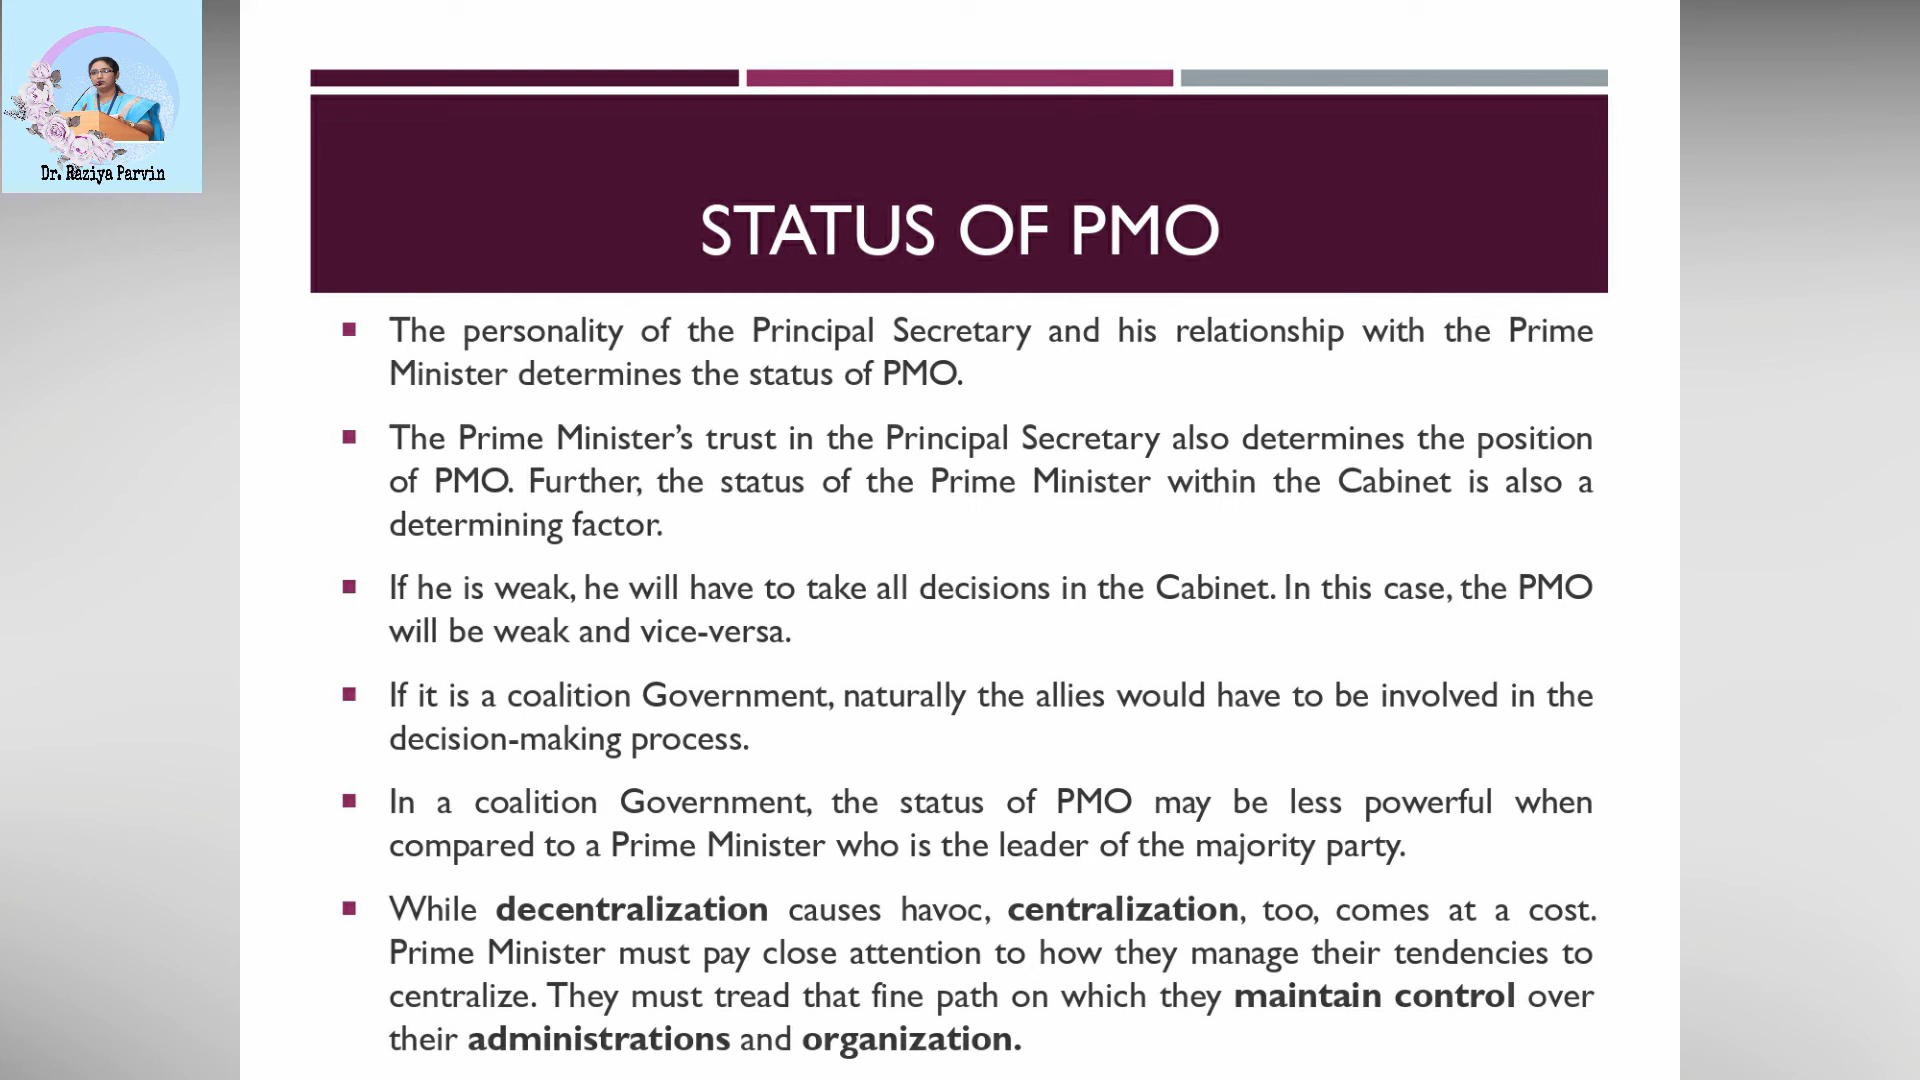 Dr. Raziya Parvin
STATUS OF PMO
The personality of the Principal Secretary and his relationship with the Prime
Minister determines the status of PMO.
The Prime Minister’s trust in the Principal Secretary also determines the position
of PMO. Further, the status of the Prime Minister within the Cabinet is also a
determining factor.
If he is weak, he will have to take all decisions in the Cabinet. In this case, the PMO
will be weak and vice-versa.
If it is a coalition Government, naturally the allies would have to be involved in the
decision-making process.
In a coalition Government, the status of PMO may be less powerful when
compared to a Prime Minister who is the leader of the majority party.
While decentralization causes havoc, centralization, too, comes at a cost.
Prime Minister must pay close attention to how they manage their tendencies to
centralize. They must tread that fine path on which they maintain control over
their administrations and organization.